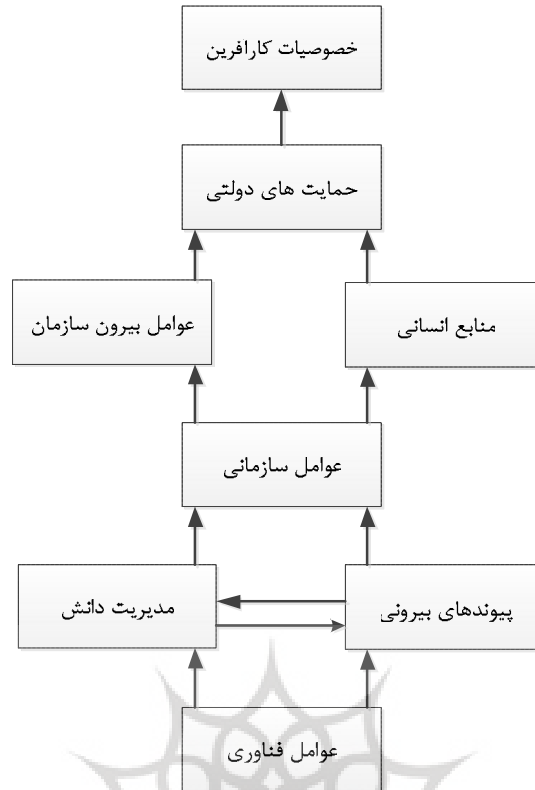 خصوصیات کارافرین
حمایت های دولتی
منابع انسانی
عوامل بیرون سازمان
عوامل سازمانی
پیوندهای بیرونی
مدیریت دانش
عوامل فناوری